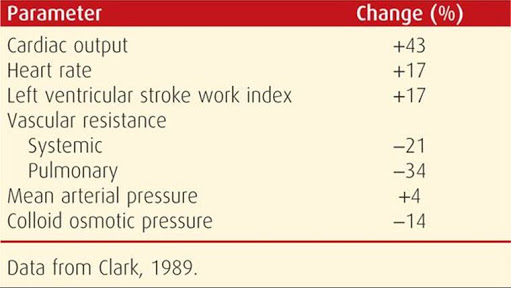 Parameter Change (%)
Cardiac output +43
Heart rate +17
Left ventricular stroke work index +17
Vascular resistance
Systemic –21
Pulmonary –34
Mean arterial pressure +4
Colloid osmotic pressure –14
Data from Clark, 1989.